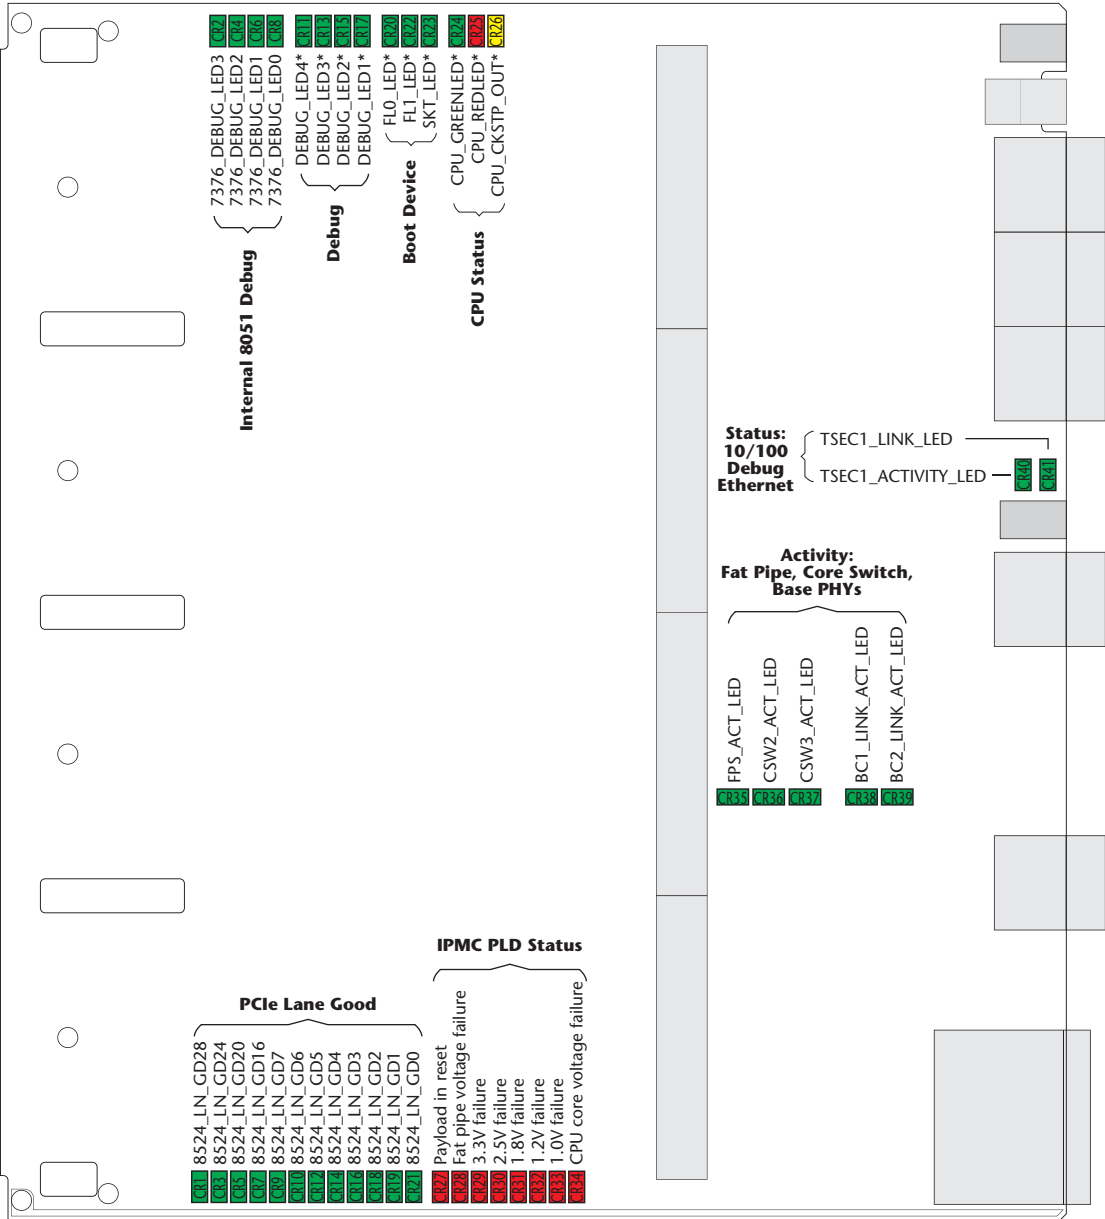 CR2
CR4
CR6
CR8
CR11
CR13
CR15
CR17
CR20
CR22
CR23
CR24
CR25
CR26
7376_DEBUG_LED3
7376_DEBUG_LED2
7376_DEBUG_LED1
7376_DEBUG_LED0
DEBUG_LED4*
DEBUG_LED3*
DEBUG_LED2*
DEBUG_LED1*
FL0_LED*
FL1_LED*
SKT_LED*
CPU_GREENLED*
CPU_REDLED*
CPU_CKSTP_OUT*
Internal 8051 Debug
Debug
Boot Device
CPU Status
Status:
10/100
Debug
Ethernet
TSEC1_LINK_LED
TSEC1_ACTIVITY_LED
CR40
CR41
Activity:
Fat Pipe, Core Switch,
Base PHYs
FPS_ACT_LED
CSW2_ACT_LED
CSW3_ACT_LED
BC1_LINK_ACT_LED
BC2_LINK_ACT_LED
CR35
CR36
CR37
CR38
CR39
IPMC PLD Status
PCIe Lane Good
8524_LN_GD28
8524_LN_GD24
8524_LN_GD20
8524_LN_GD16
8524_LN_GD7
8524_LN_GD6
8524_LN_GD5
8524_LN_GD4
8524_LN_GD3
8524_LN_GD2
8524_LN_GD1
8524_LN_GD0
Payload in reset
Fat pipe voltage failure
3.3V failure
2.5V failure
1.8V failure
1.2V failure
1.0V failure
CPU core voltage failure
CR1
CR3
CR5
CR7
CR9
CR10
CR12
CR14
CR16
CR18
CR19
CR21
CR27
CR28
CR29
CR30
CR31
CR32
CR33
CR34